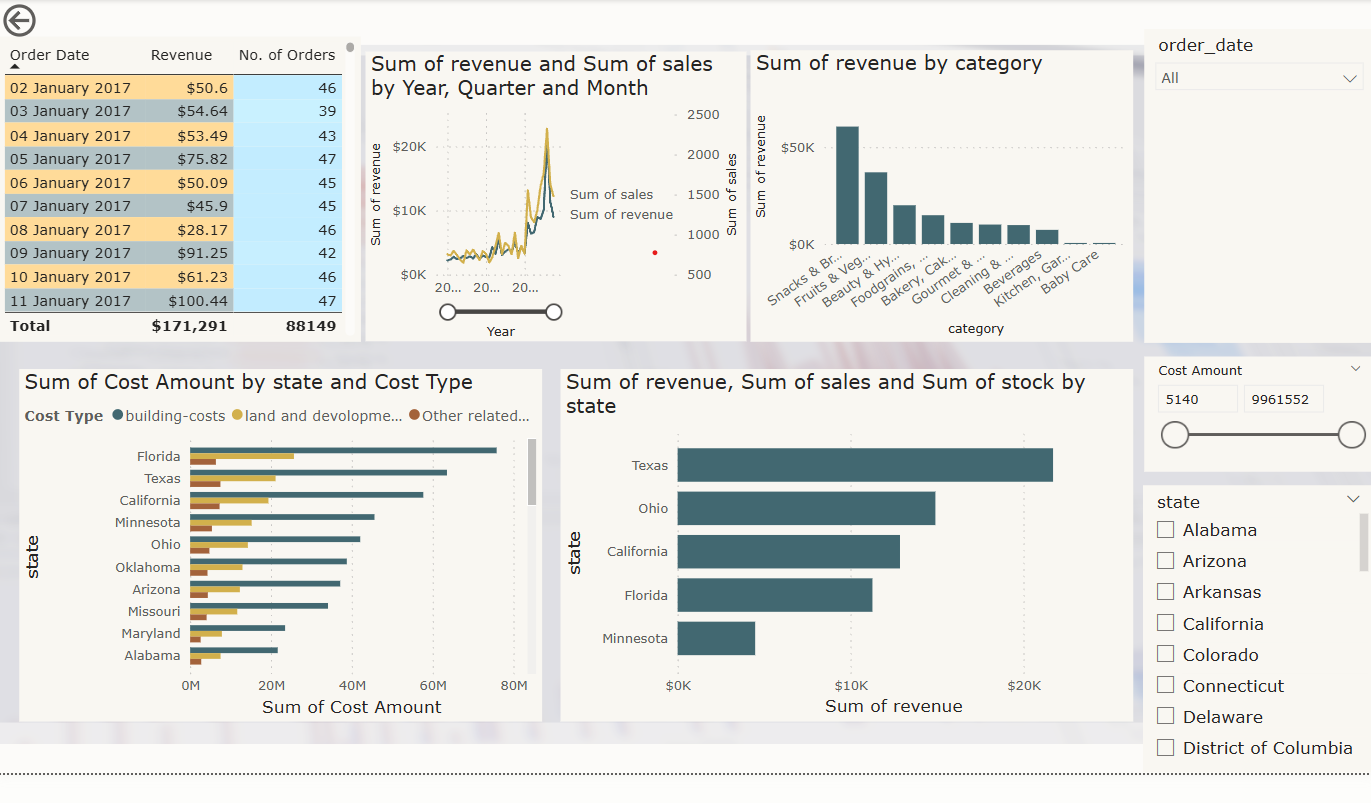 Order Date Revenue No. of Orders
02 January 2017 $50.6 46
03 January 2017 $54.64 39
04 January 2017 $53.49 43
05 January 2017 $75.82 47
06 January 2017 $50.09 45
07 January 2017 $45.9 45
08 January 2017 $28.17 46
09 January 2017 $91.25 42
10 January 2017 $61.23 46
11 January 2017 $100.44 47
Total $171,291 88149
Sum of revenue and Sum of sales
by Year, Quarter and Month
Sum of revenue
$20K
$10K
$0K
Sum of sales
Sum of revenue
2500
2000
1500
1000
500
Sum of sales
20... 20... 20...
Year
Sum of revenue by category
Sum of revenue
$50K
$0K
Snacks & Br...
Fruits & Veg...
Beauty & Hy...
Foodgrains, ...
Bakery, Cak...
Gourmet & ...
Cleaning & ...
Beverages
Kitchen, Gar...
Baby Care
category
order_date
All
Sum of Cost Amount by state and Cost Type
Cost Type building-costs land and devolopme... Other related...
state
Florida
Texas
California
Minnesota
Ohio
Oklahoma
Arizona
Missouri
Maryland
Alabama
0M 20M 40M 60M 80M
Sum of Cost Amount
Sum of revenue, Sum of sales and Sum of stock by
state
state
Texas
Ohio
California
Florida
Minnesota
$0K $10K $20K
Sum of revenue
Cost Amount
5140 9961552
state
Alabama
Arizona
Arkansas
California
Colorado
Connecticut
Delaware
District of Columbia